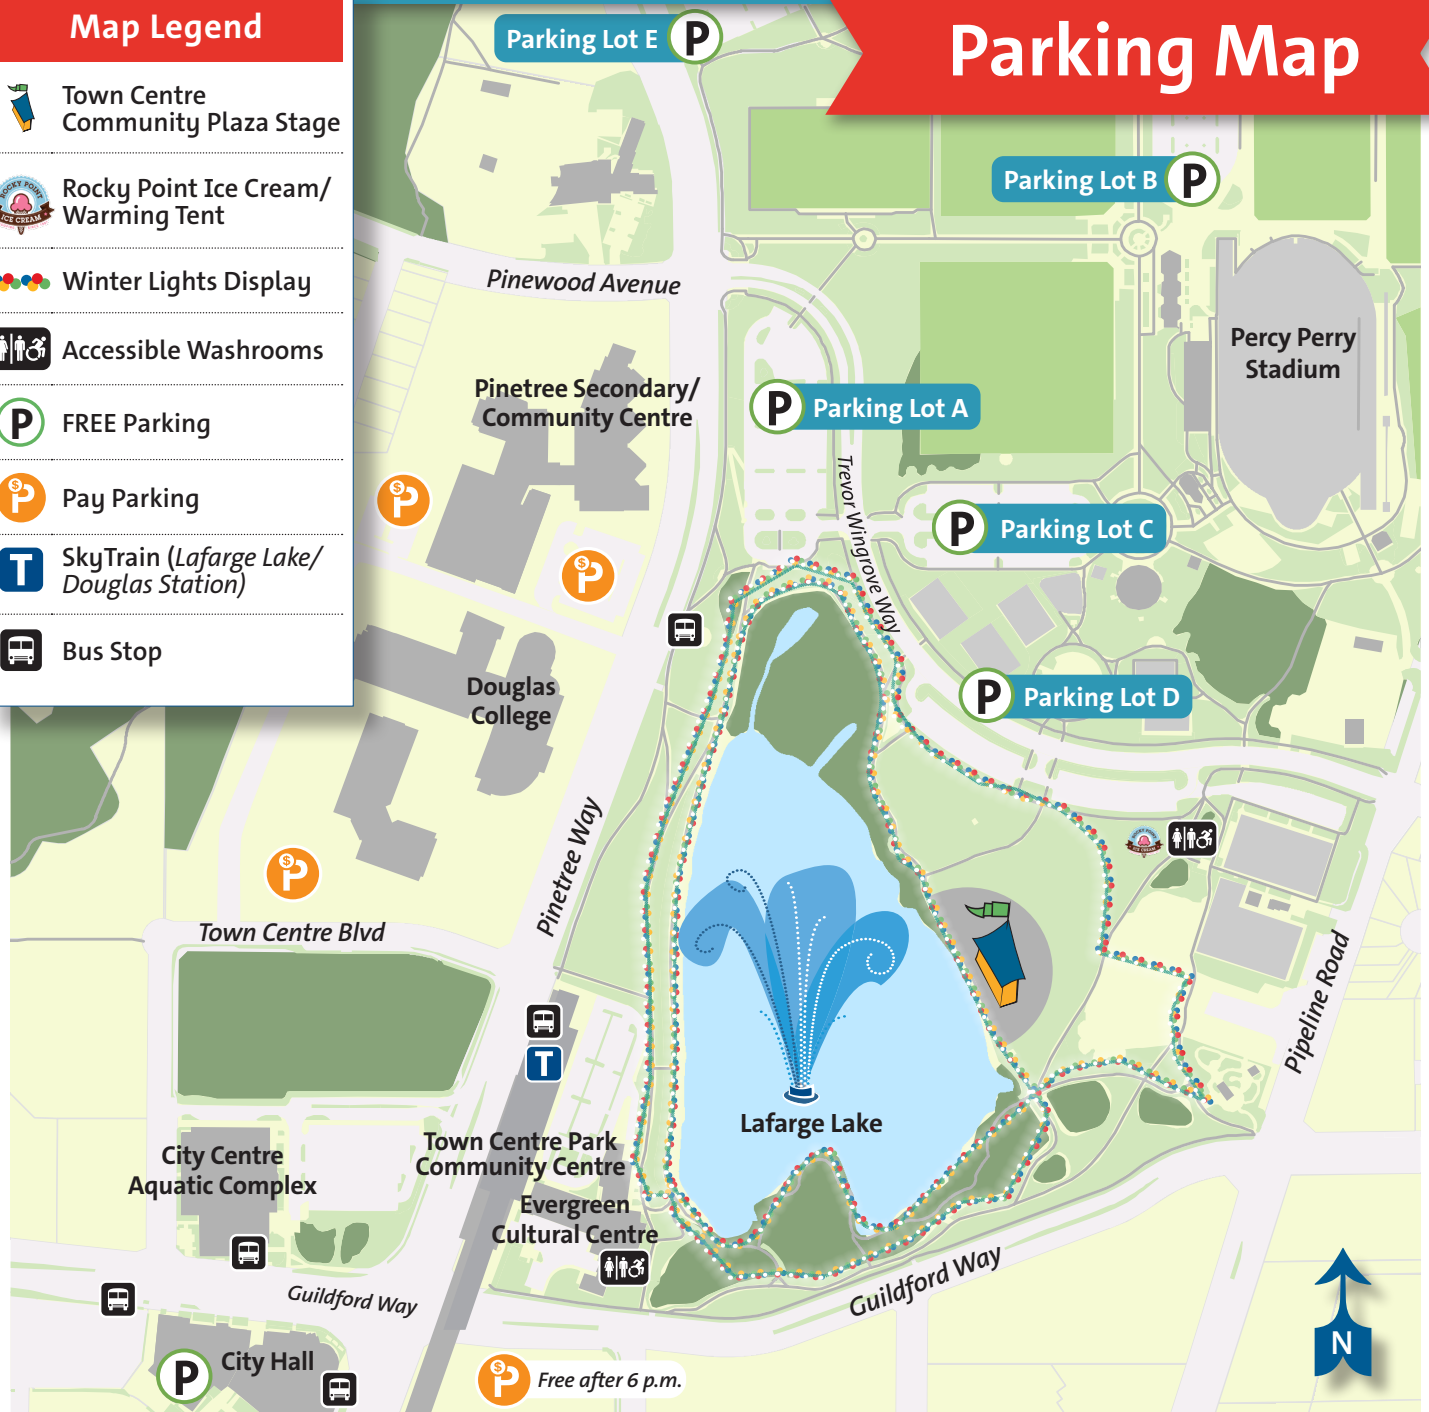 Map Legend
Town Centre
Community Plaza Stage
ROCKY POINT
ICE CREAM
Rocky Point Ice Cream/
Warming Tent
Winter Lights Display
Accessible Washrooms
P
FREE Parking
$
P
Pay Parking
T
SkyTrain (Lafarge Lake/
Douglas Station)
Bus Stop
Parking Map
Parking Lot E
P
Parking Lot B
P
Pinewood Avenue
Percy Perry
Stadium
Pinetree Secondary/
Community Centre
P
Parking Lot A
$
P
Trevor Wingrove Way
P
Parking Lot C
$
P
Douglas
College
P
Parking Lot D
Pinetree Way
$
P
Town Centre Blvd
Pipeline Road
T
Lafarge Lake
Town Centre Park
Community Centre
City Centre
Aquatic Complex
Evergreen
Cultural Centre
Guildford Way
Guildford Way
P
City Hall
$
P
Free after 6 p.m.
N